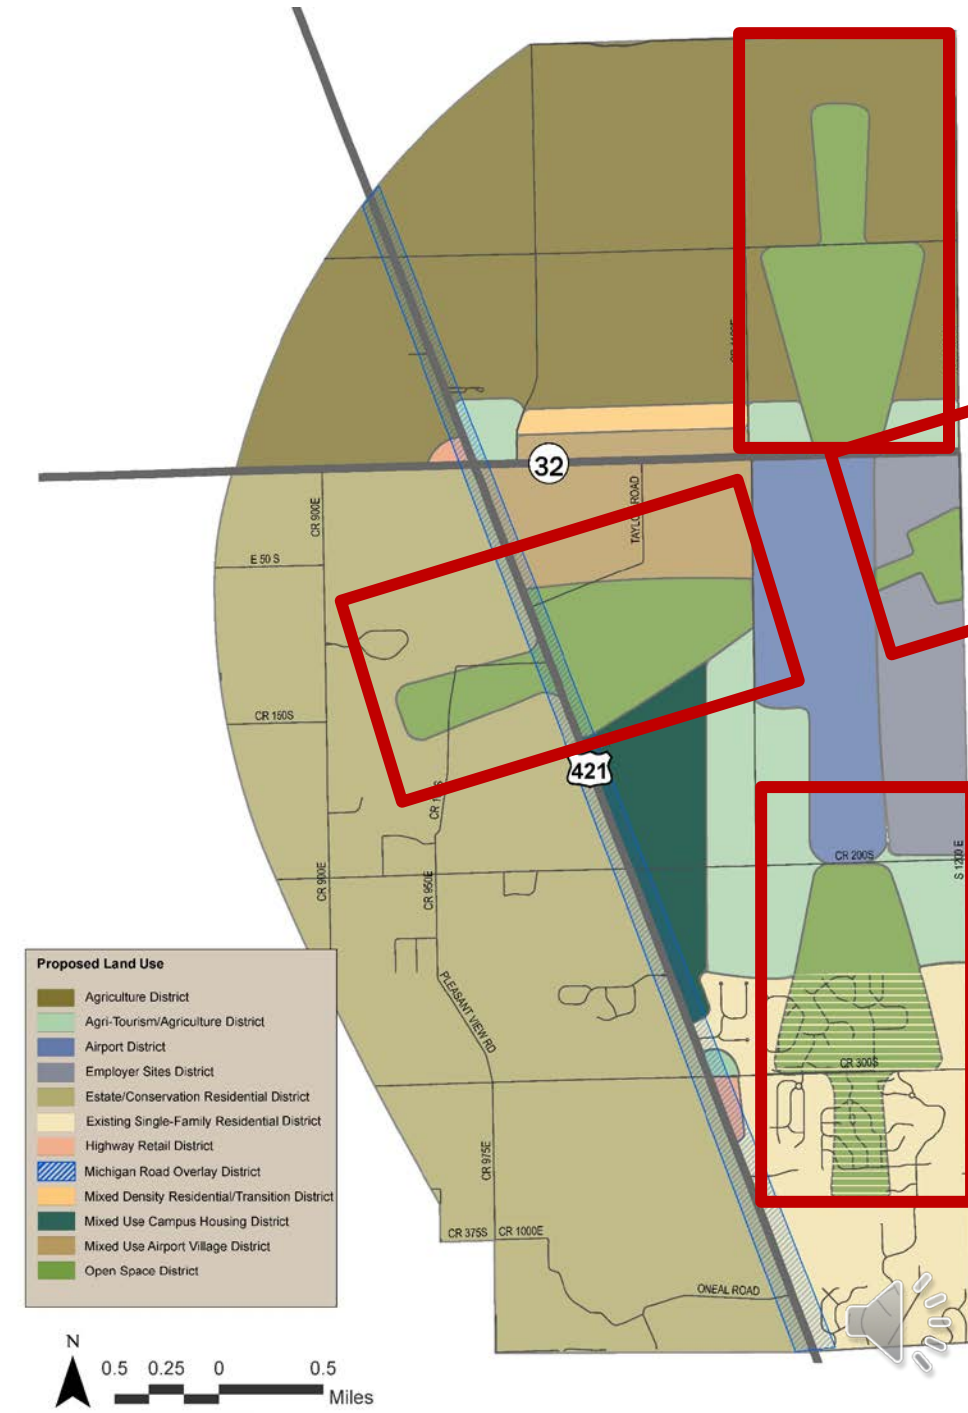 32
TAYLOR ROAD
CR 900E
E 50 S
CR 150S
421
CR 200S
S 1200 E
CR 900E
CR 950E
PLEASANT VIEW RD
CR 300S
CR 975E
CR 375S
CR 1000E
ONEAL ROAD
Proposed Land Use
Agriculture District
Agri-Tourism/Agriculture District
Airport District
Employer Sites District
Estate/Conservation Residential District
Existing Single-Family Residential District
Highway Retail District
Michigan Road Overlay District
Mixed Density Residential/Transition District
Mixed Use Campus Housing District
Mixed Use Airport Village District
Open Space District
N
0.5 0.25 0 0.5
Miles